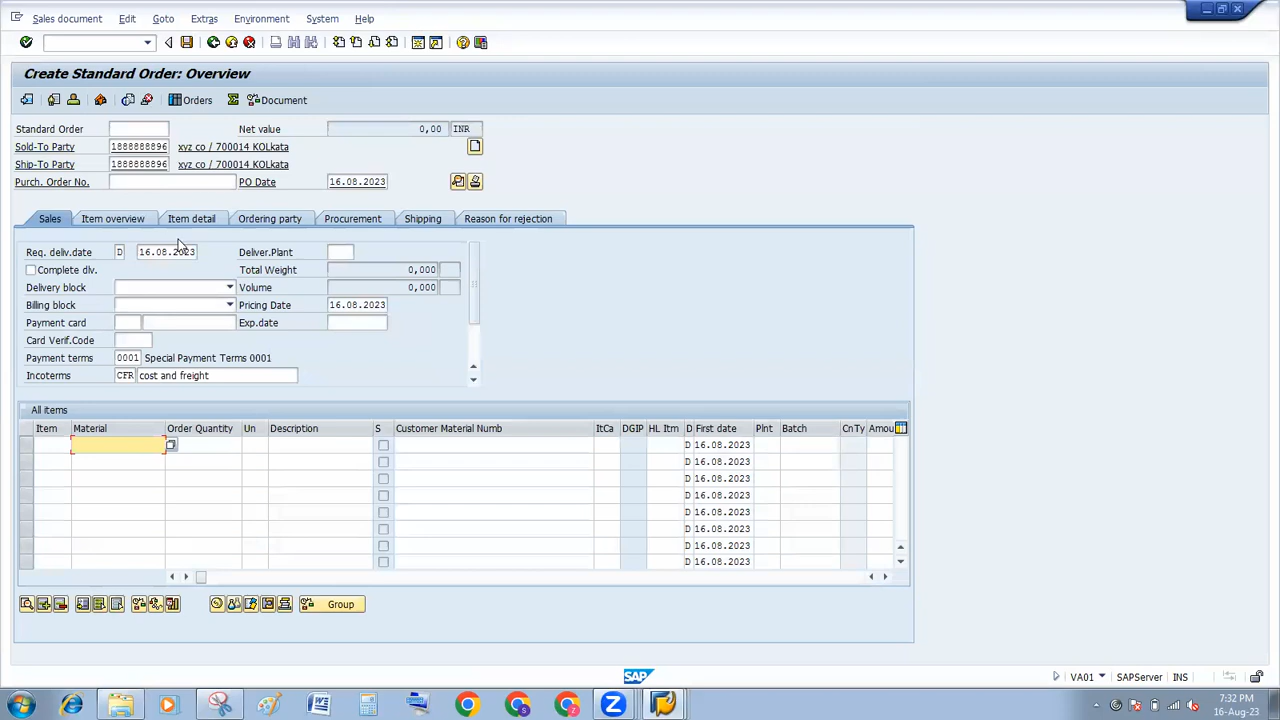 Sales document Edit Goto Extras Environment System Help
Create Standard Order: Overview
Orders Document
Standard Order Net value 0,00 INR
Sold-To Party 1888888896 xyz co / 700014 KOLkata
Ship-To Party 1888888896 xyz co / 700014 KOLkata
Purch. Order No. PO Date 16.08.2023
Sales Item overview Item detail Ordering party Procurement Shipping Reason for rejection
Req. deliv.date D 16.08.2023 Deliver.Plant
Complete dlv. Total Weight 0,000
Delivery block Volume 0,000
Billing block Pricing Date 16.08.2023
Payment card Exp.date
Card Verif.Code
Payment terms 0001 Special Payment Terms 0001
Incoterms CFR cost and freight
All items
Item Material Order Quantity Un Description S Customer Material Numb ItCa DGIP HL Itm D First date Plnt Batch CnTy Amou
D 16.08.2023
D 16.08.2023
D 16.08.2023
D 16.08.2023
D 16.08.2023
D 16.08.2023
D 16.08.2023
D 16.08.2023
Group
SAP
VA01 SAPServer INS
7:32 PM
16-Aug-23